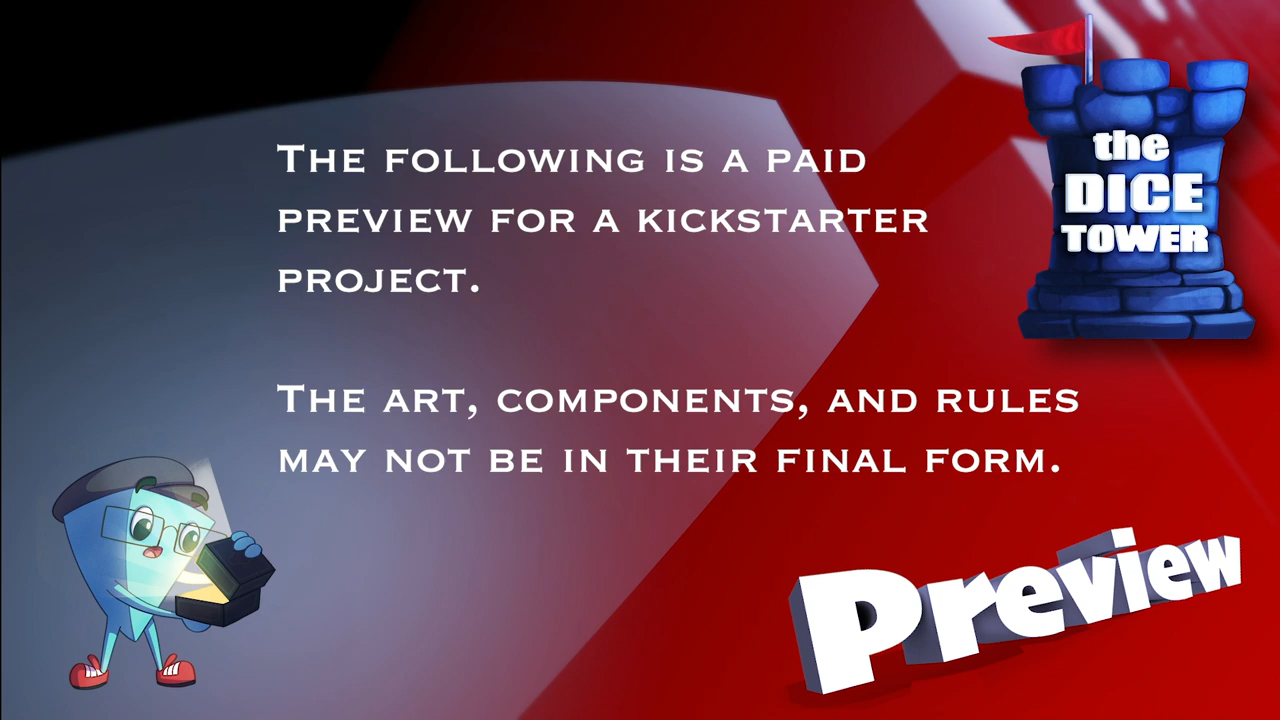 THE FOLLOWING IS A PAID
PREVIEW FOR A KICKSTARTER
PROJECT.
THE ART, COMPONENTS, AND RULES
MAY NOT BE IN THEIR FINAL FORM.
the
DICE
TOWER
Preview